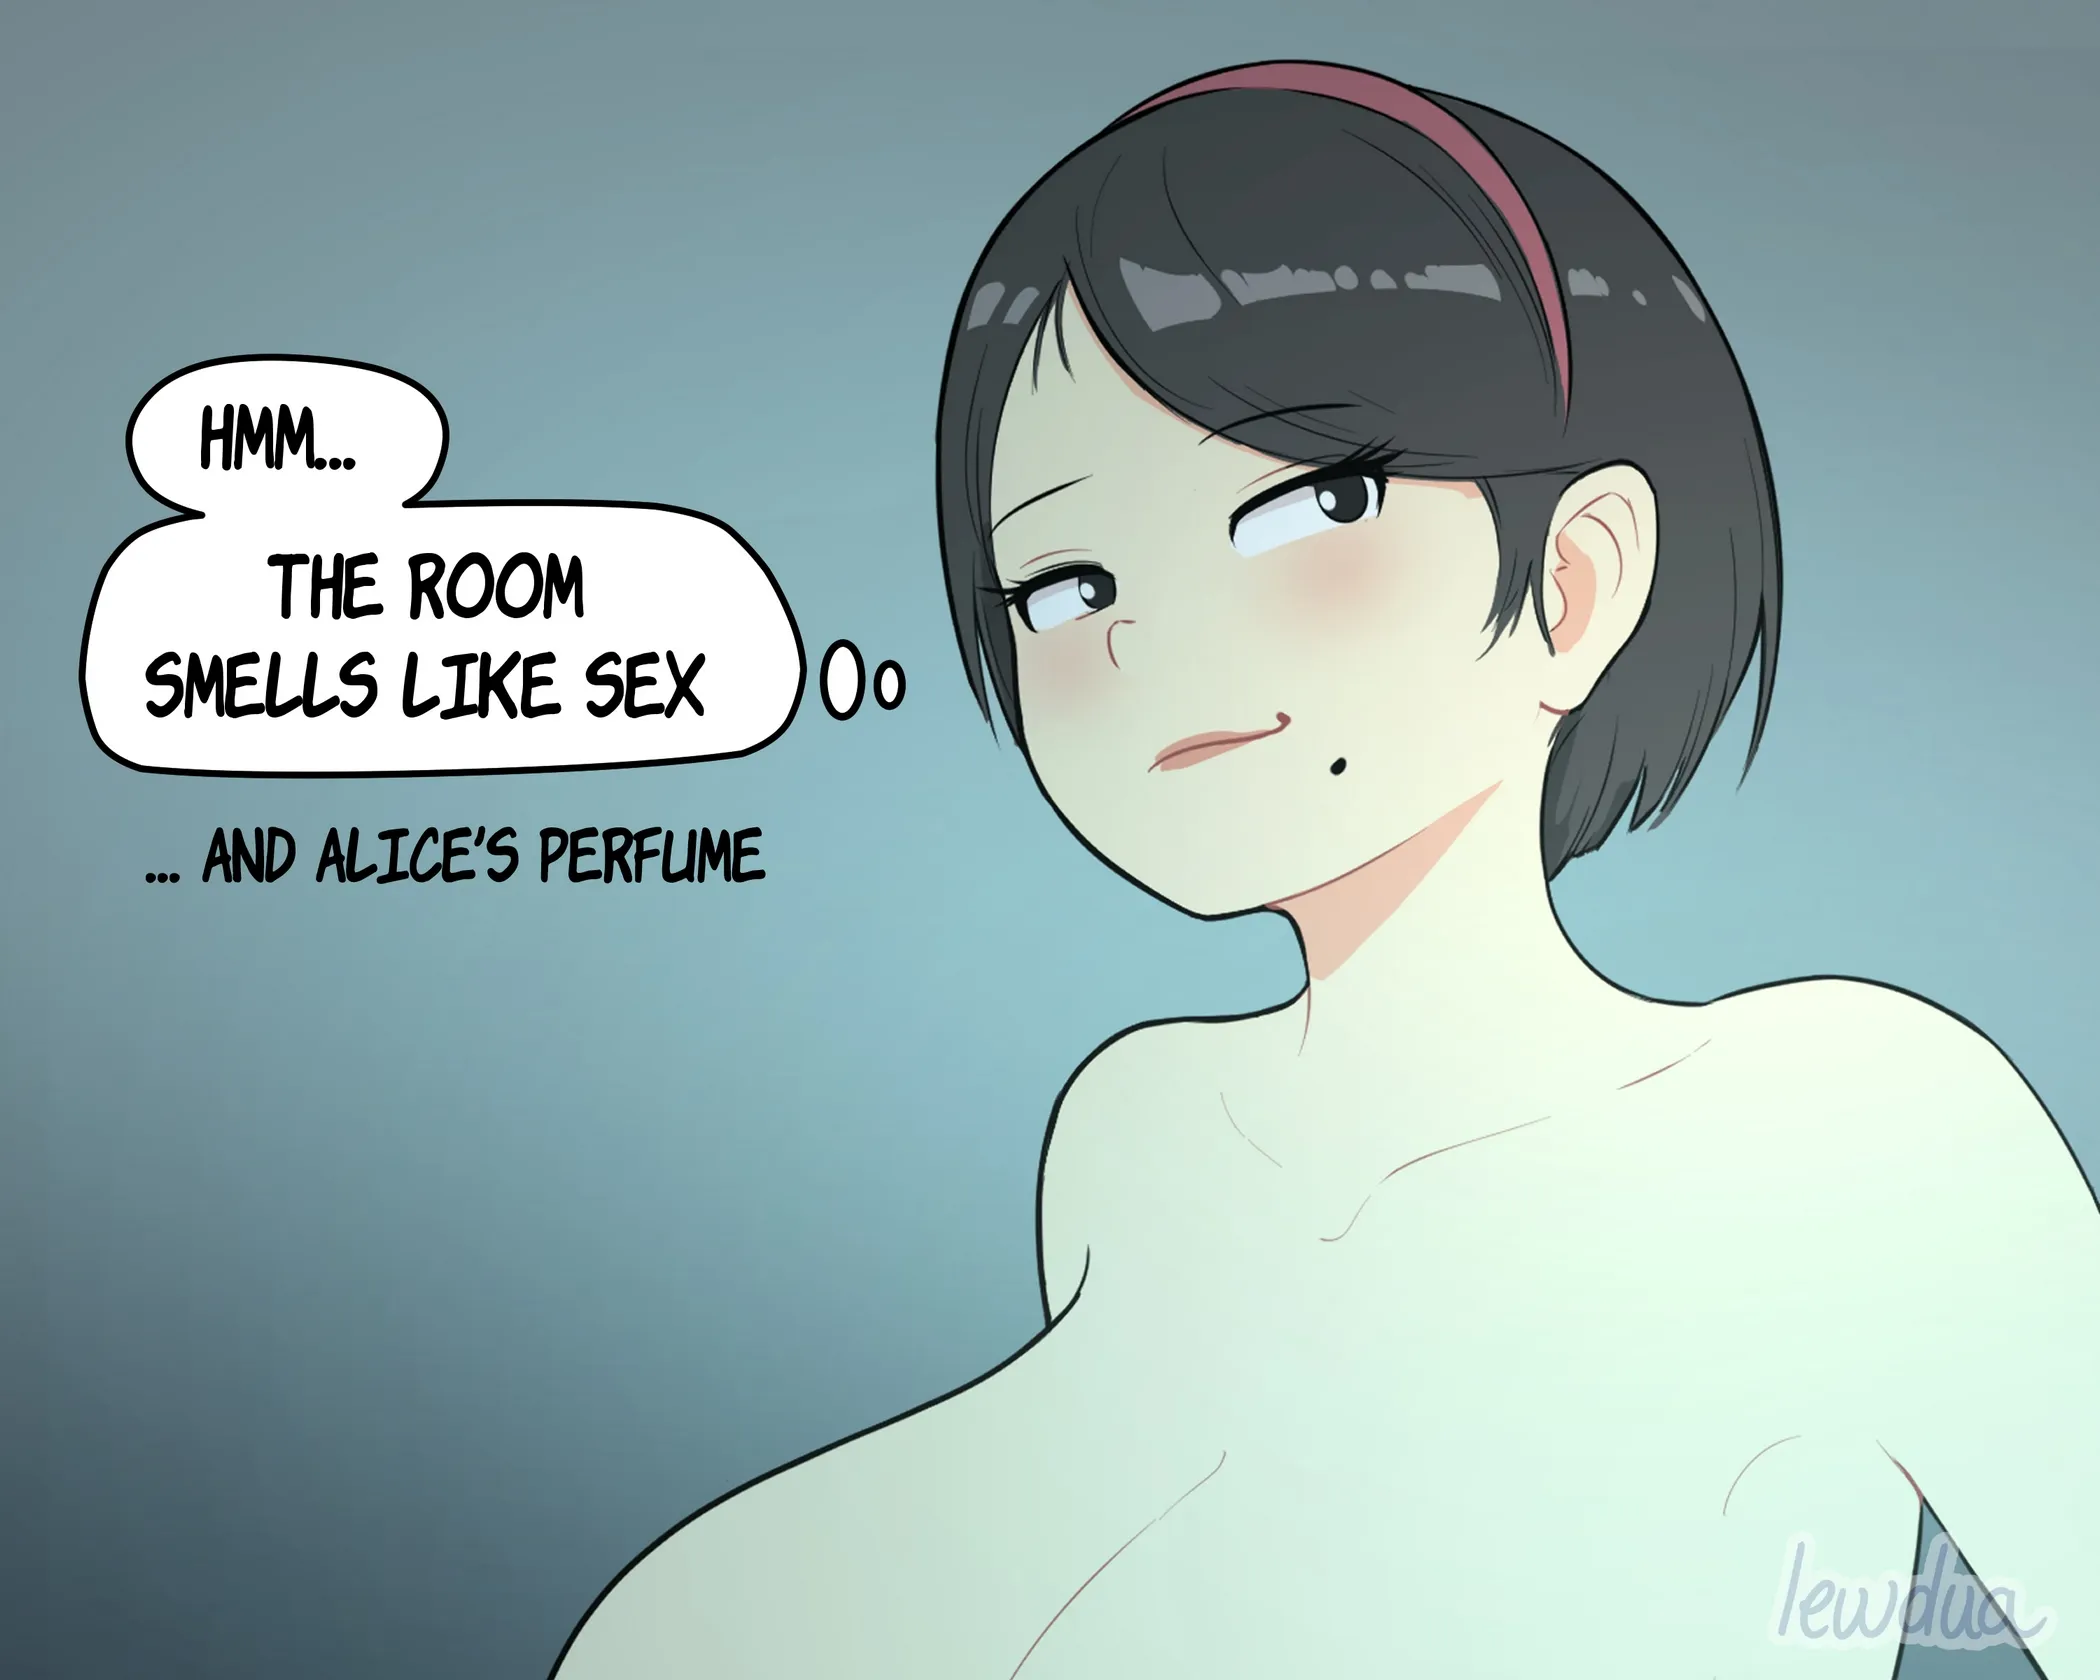 HMM...
THE ROOM
SMELLS LIKE SEX
... AND ALICE'S PERFUME
lewdua